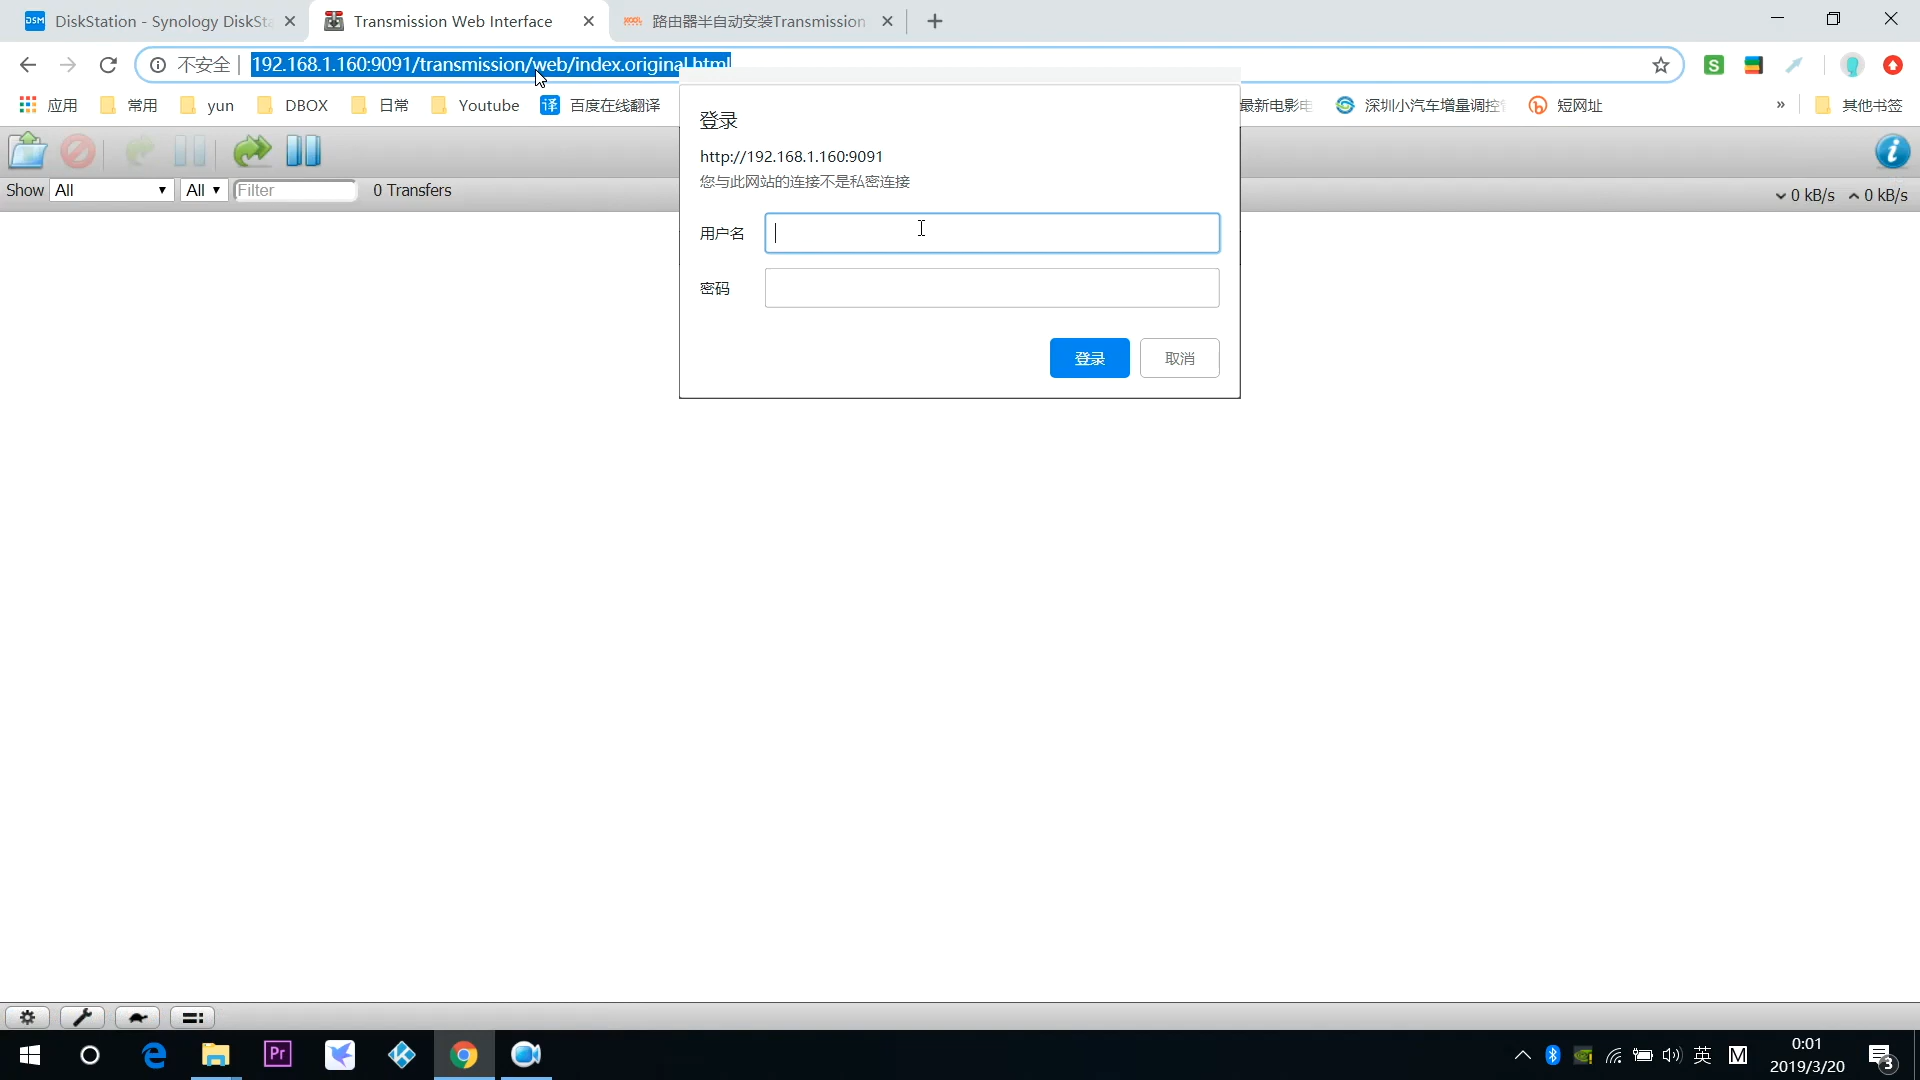 DiskStation - Synology DiskSta
Transmission Web Interface
路由器半自动安装Transmission
不安全
192.168.1.160:9091/transmission/web/index.original.html
应用
常用
yun
DBOX
日常
Youtube
译 百度在线翻译
最新电影
深圳小汽车增量调控
短网址
»
其他书签
登录
http://192.168.1.160:9091
您与此网站的连接不是私密连接
用户名
密码
登录
取消
Show All All Filter 0 Transfers
0 kB/s 0 kB/s
Pr
英 M
0:01
2019/3/20
3